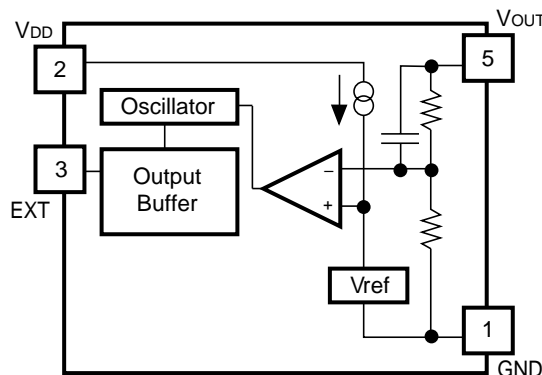 VDD
VOUT
2
5
Oscillator
3
Output
Buffer
−
+
EXT
Vref
1
GND